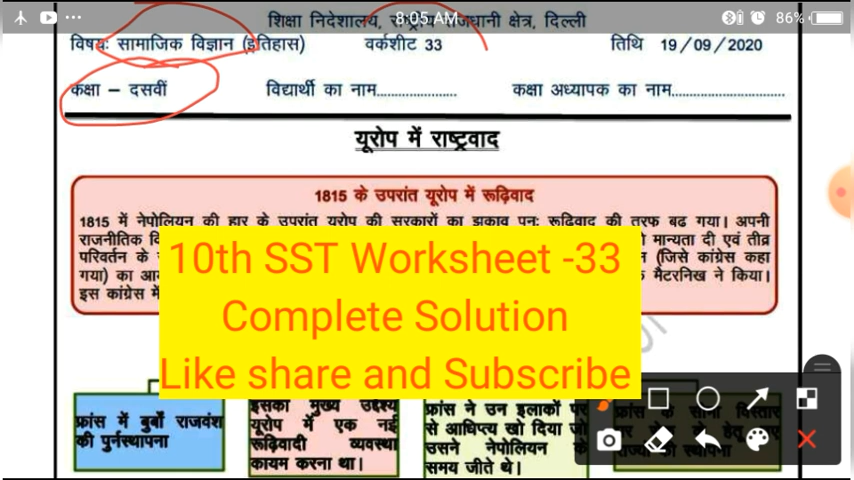 शिक्षा निदेशालय, राष्ट्रीय राजधानी क्षेत्र, दिल्ली
8:05 AM
86%
विषयः सामाजिक विज्ञान (इतिहास) वर्कशीट 33 तिथि 19/09/2020
कक्षा – दसवीं विद्यार्थी का नाम..................... कक्षा अध्यापक का नाम.............................
यूरोप में राष्ट्रवाद
1815 के उपरांत यूरोप में रूढ़िवाद
1815 में नेपोलियन की हार के उपरांत यूरोप की सरकारों का झुकाव पुनः रूढ़िवाद की तरफ बढ गया। अपनी
राजनीतिक मान्यता दी एवं तीव्र
परिवर्तन के (जिसे कांग्रेस कहा
गया) का मैटरनिख ने किया।
इस कांग्रेस में
10th SST Worksheet -33
Complete Solution
Like share and Subscribe
फ्रांस में बुर्बों राजवंश
की पुर्नस्थापना
इसका मुख्य उद्देश्य
यूरोप में एक नई
रूढ़िवादी व्यवस्था
कायम करना था।
फ्रांस ने उन इलाकों पर
से आधिपत्य खो दिया जो
उसने नेपोलियन के
समय जीते थे।
फ्रांस के सीमा विस्तार